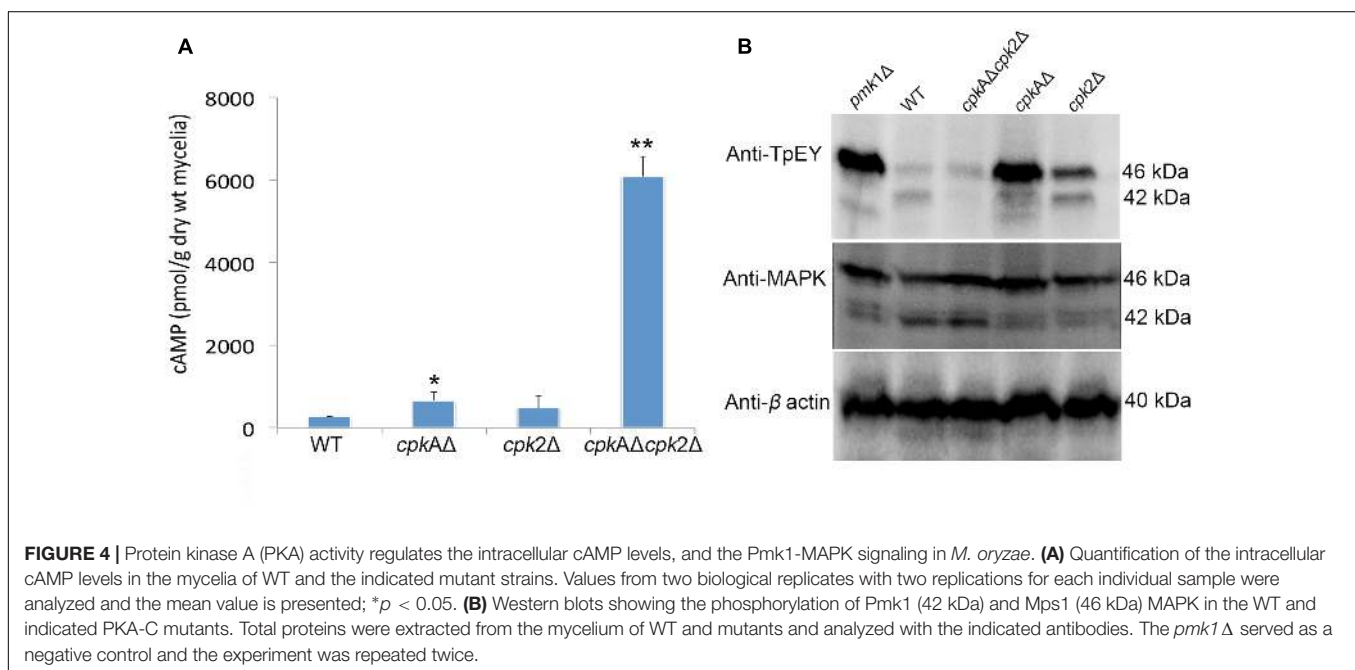 A
cAMP (pmol/g dry wt mycelia)
8000
6000
4000
2000
0
*
**
WT
cpkAΔ
cpk2Δ
cpkAΔcpk2Δ
B
pmk1Δ
WT
cpkAΔcpk2Δ
cpkAΔ
cpk2Δ
Anti-TpEY
46 kDa
42 kDa
Anti-MAPK
46 kDa
42 kDa
Anti-β actin
40 kDa
FIGURE 4 | Protein kinase A (PKA) activity regulates the intracellular cAMP levels, and the Pmk1-MAPK signaling in M. oryzae. (A) Quantification of the intracellular
cAMP levels in the mycelia of WT and the indicated mutant strains. Values from two biological replicates with two replications for each individual sample were
analyzed and the mean value is presented; *p < 0.05. (B) Western blots showing the phosphorylation of Pmk1 (42 kDa) and Mps1 (46 kDa) MAPK in the WT and
indicated PKA-C mutants. Total proteins were extracted from the mycelium of WT and mutants and analyzed with the indicated antibodies. The pmk1Δ served as a
negative control and the experiment was repeated twice.